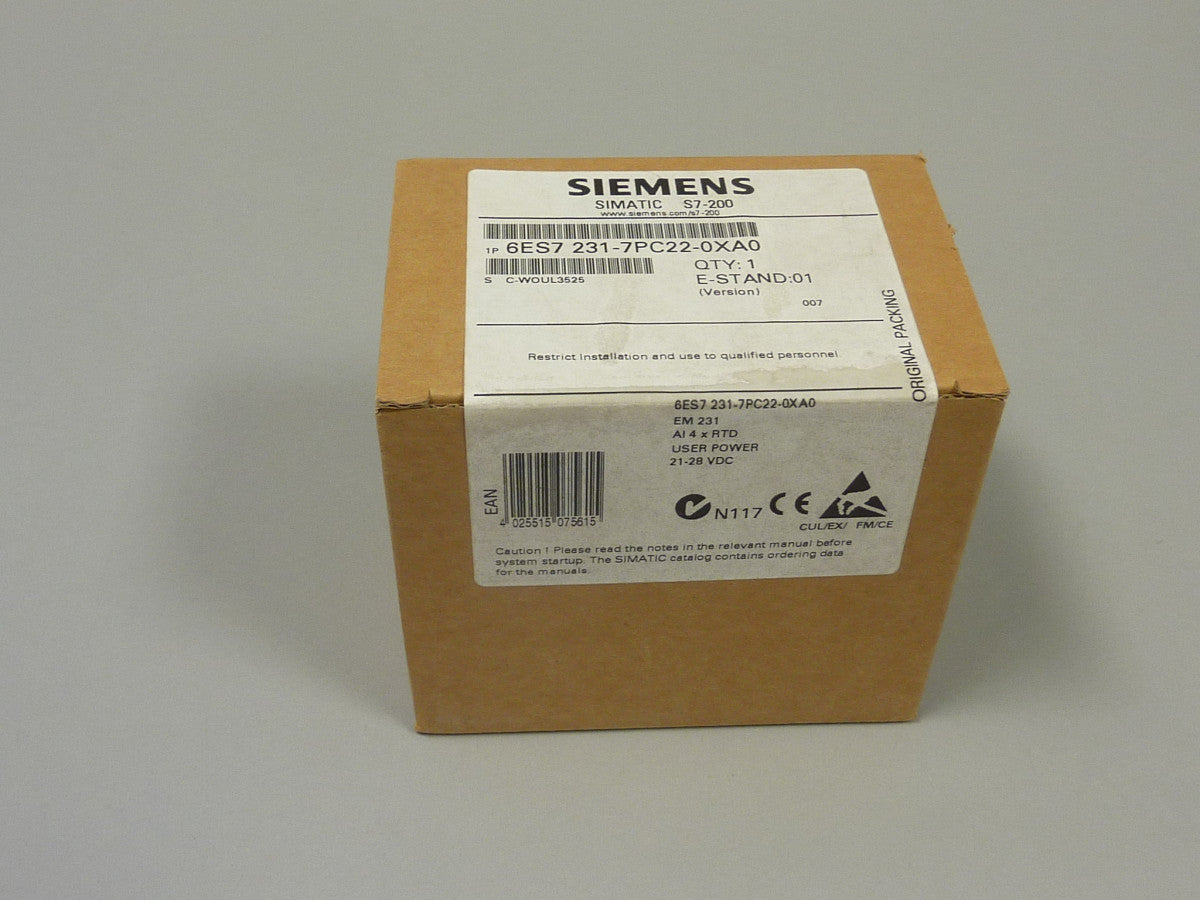 SIEMENS
SIMATIC S7-200
www.siemens.com/s7-200
1P 6ES7 231-7PC22-0XA0
QTY: 1
S C-WOUL3525
E-STAND:01
(Version)
007
Restrict Installation and use to qualified personnel
ORIGINAL PACKING
6ES7 231-7PC22-0XA0
EM 231
AI 4 x RTD
USER POWER
21-28 VDC
EAN
4 025515 075615
N117 CE
CUL/EX/ FM/CE
Caution ! Please read the notes in the relevant manual before
system startup. The SIMATIC catalog contains ordering data
for the manuals.